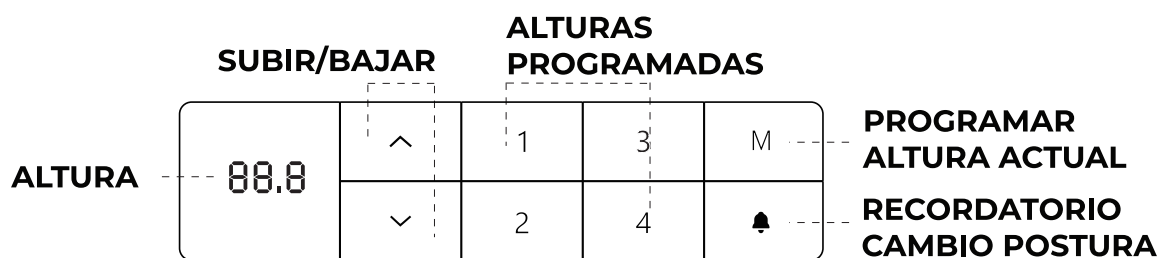 ALTURAS
PROGRAMADAS
SUBIR/BAJAR
ALTURA
88.8
1
3
M
2
4
PROGRAMAR
ALTURA ACTUAL
RECORDATORIO
CAMBIO POSTURA